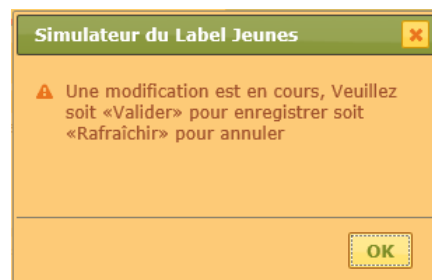 Simulateur du Label Jeunes
Une modification est en cours, Veuillez
soit «Valider» pour enregistrer soit
«Rafraîchir» pour annuler
OK